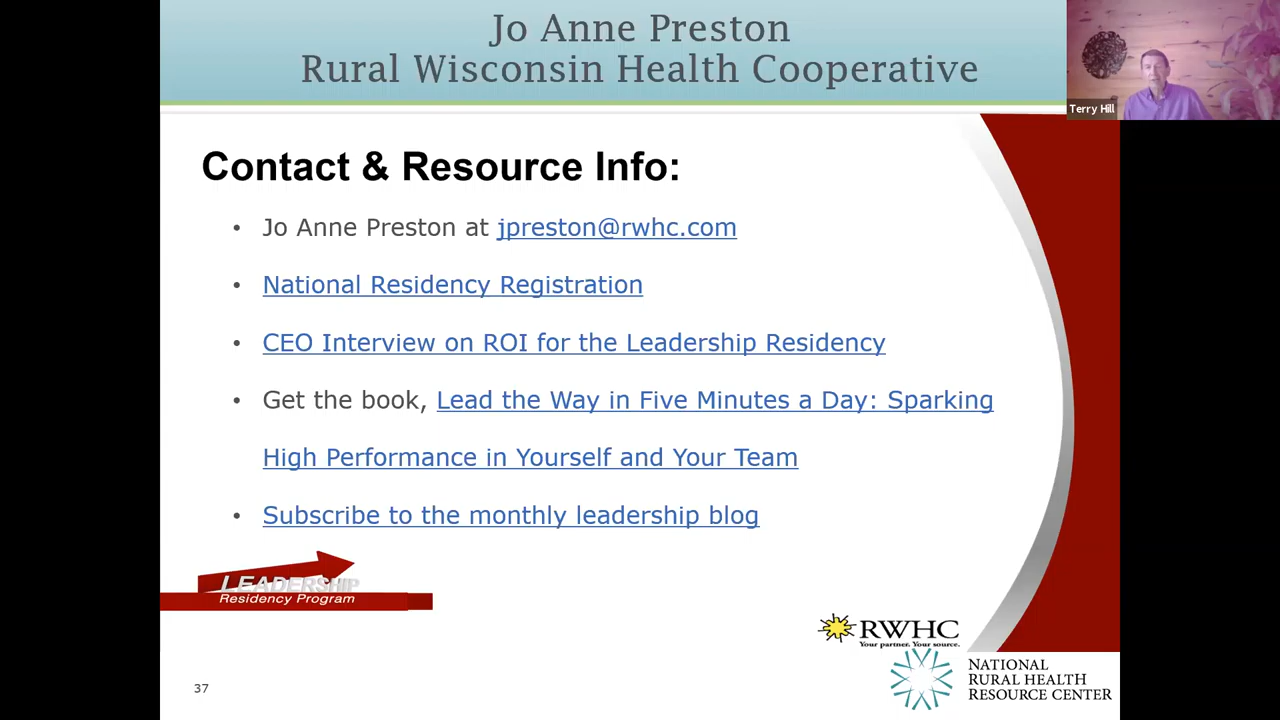 Jo Anne Preston
Rural Wisconsin Health Cooperative
Terry Hill
Contact & Resource Info:
• Jo Anne Preston at jpreston@rwhc.com
• National Residency Registration
• CEO Interview on ROI for the Leadership Residency
• Get the book, Lead the Way in Five Minutes a Day: Sparking
High Performance in Yourself and Your Team
• Subscribe to the monthly leadership blog
LEADERSHIP
Residency Program
RWHC
Your partner. Your source.
NATIONAL
RURAL HEALTH
RESOURCE CENTER
37